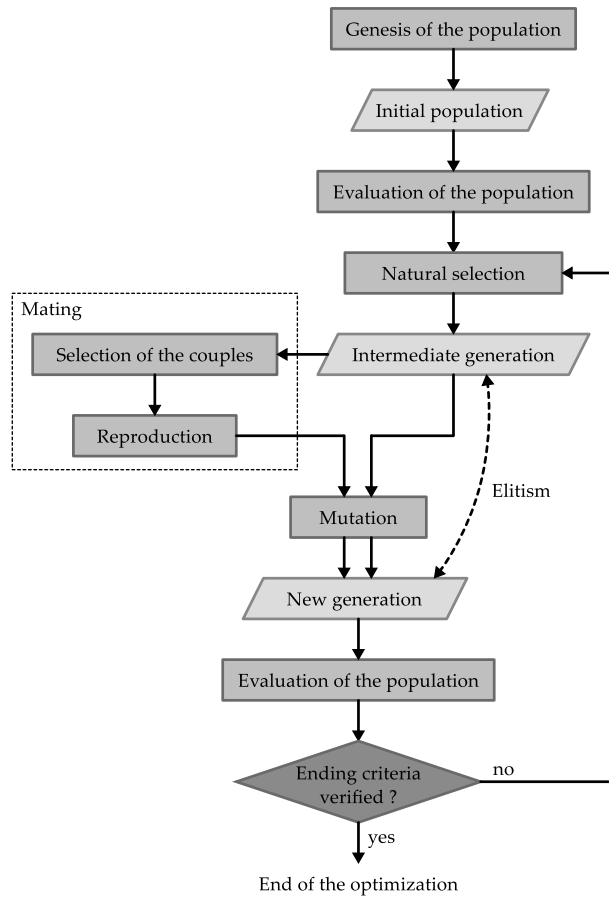 Genesis of the population
Initial population
Evaluation of the population
Natural selection
Mating
Selection of the couples
Intermediate generation
Reproduction
Elitism
Mutation
New generation
Evaluation of the population
Ending criteria
verified ?
no
yes
End of the optimization